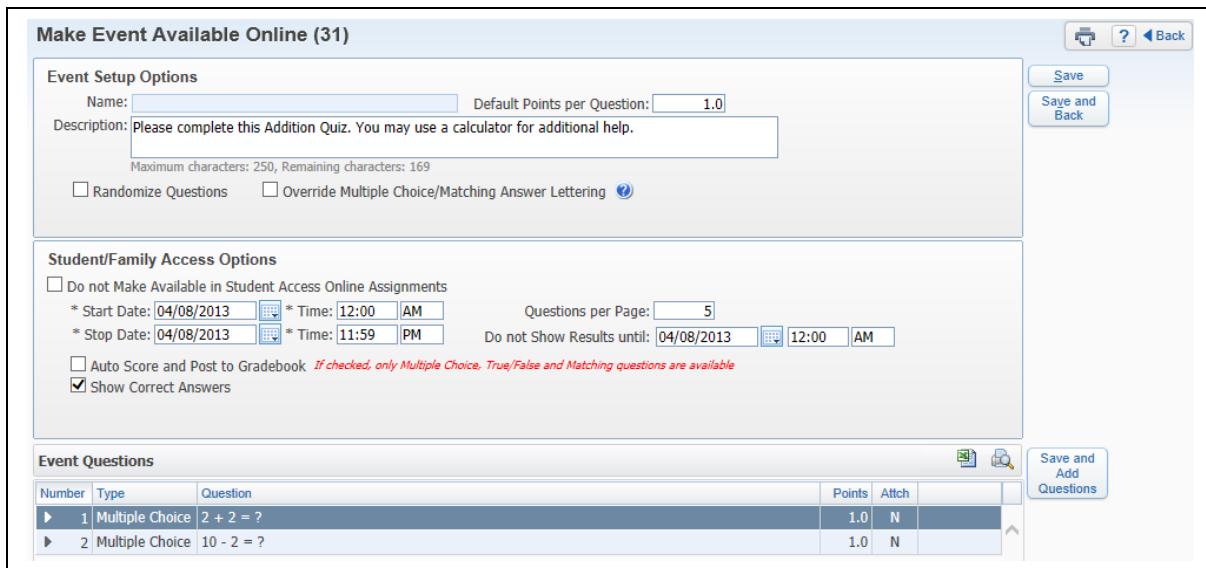 Make Event Available Online (31)
? Back
Event Setup Options
Save
Name: Default Points per Question: 1.0
Save and Back
Description: Please complete this Addition Quiz. You may use a calculator for additional help.
Maximum characters: 250, Remaining characters: 169
Randomize Questions Override Multiple Choice/Matching Answer Lettering ?
Student/Family Access Options
Do not Make Available in Student Access Online Assignments
* Start Date: 04/08/2013 * Time: 12:00 AM Questions per Page: 5
* Stop Date: 04/08/2013 * Time: 11:59 PM Do not Show Results until: 04/08/2013 12:00 AM
Auto Score and Post to Gradebook If checked, only Multiple Choice, True/False and Matching questions are available
Show Correct Answers
Event Questions
Save and Add Questions
Number Type Question Points Attch
1 Multiple Choice 2 + 2 = ? 1.0 N
2 Multiple Choice 10 - 2 = ? 1.0 N